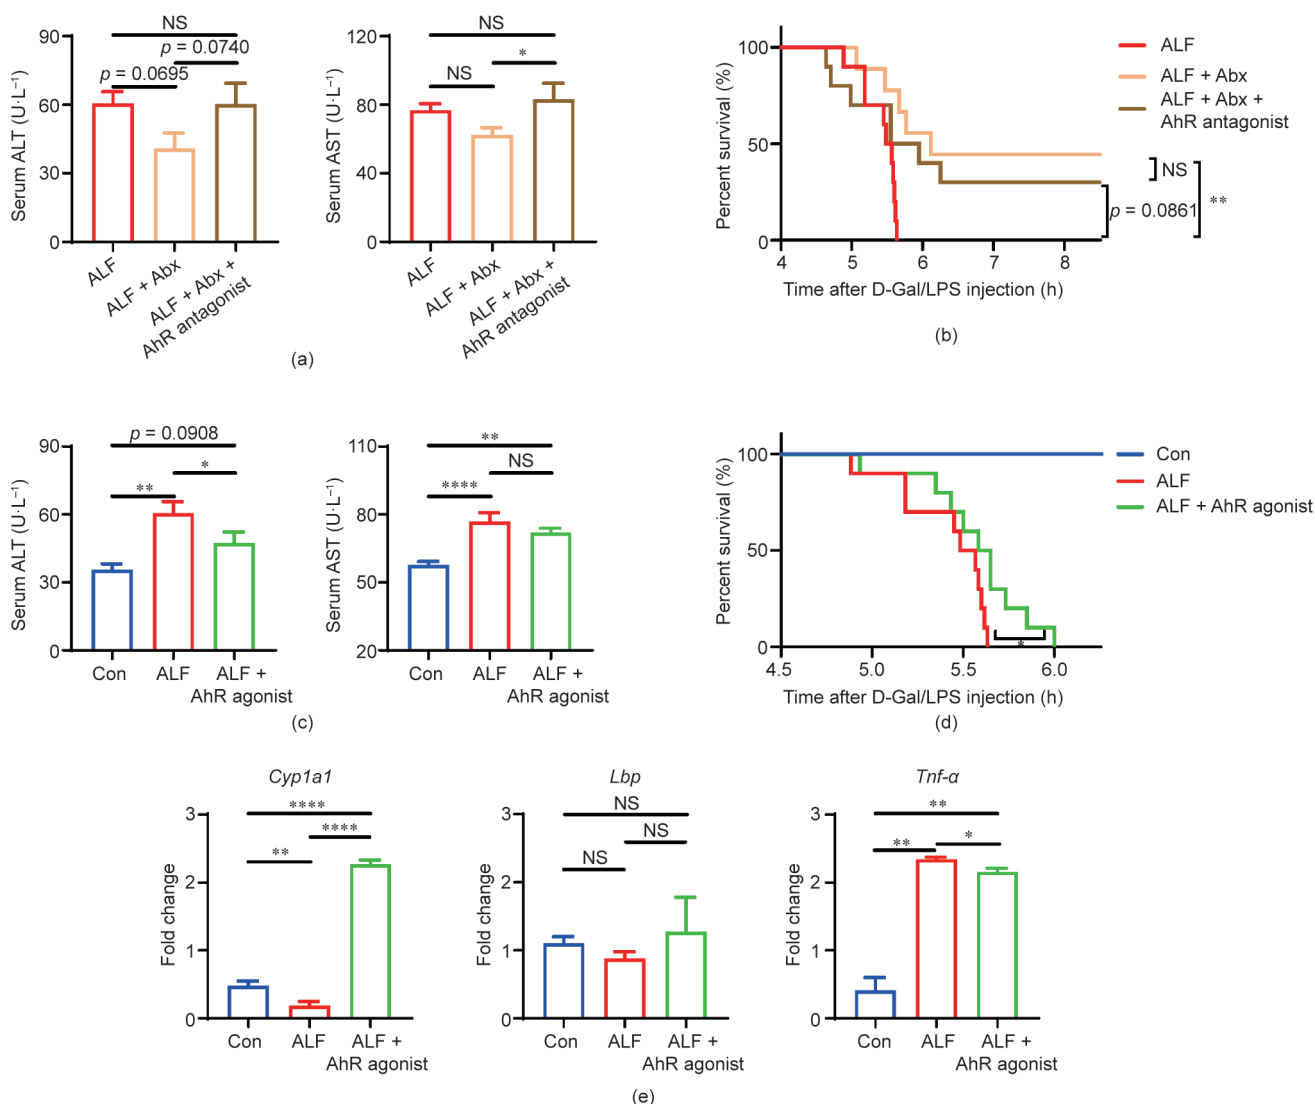 NS
p = 0.0740
p = 0.0695
90
60
30
0
Serum ALT (U·L⁻¹)
ALF
ALF + Abx
ALF + Abx +
AhR antagonist
NS
*
NS
120
80
40
0
Serum AST (U·L⁻¹)
ALF
ALF + Abx
ALF + Abx +
AhR antagonist
(a)
100
50
0
Percent survival (%)
4
5
6
7
8
Time after D-Gal/LPS injection (h)
ALF
ALF + Abx
ALF + Abx +
AhR antagonist
NS
**
p = 0.0861
(b)
p = 0.0908
*
**
90
60
30
0
Serum ALT (U·L⁻¹)
Con
ALF
ALF +
AhR agonist
**
NS
****
110
80
50
20
Serum AST (U·L⁻¹)
Con
ALF
ALF +
AhR agonist
(c)
100
50
0
Percent survival (%)
*
4.5
5.0
5.5
6.0
Time after D-Gal/LPS injection (h)
Con
ALF
ALF + AhR agonist
(d)
Cyp1a1
****
****
**
3
2
1
0
Fold change
Con
ALF
ALF +
AhR agonist
Lbp
NS
NS
NS
3
2
1
0
Fold change
Con
ALF
ALF +
AhR agonist
Tnf-α
**
**
*
3
2
1
0
Fold change
Con
ALF
ALF +
AhR agonist
(e)